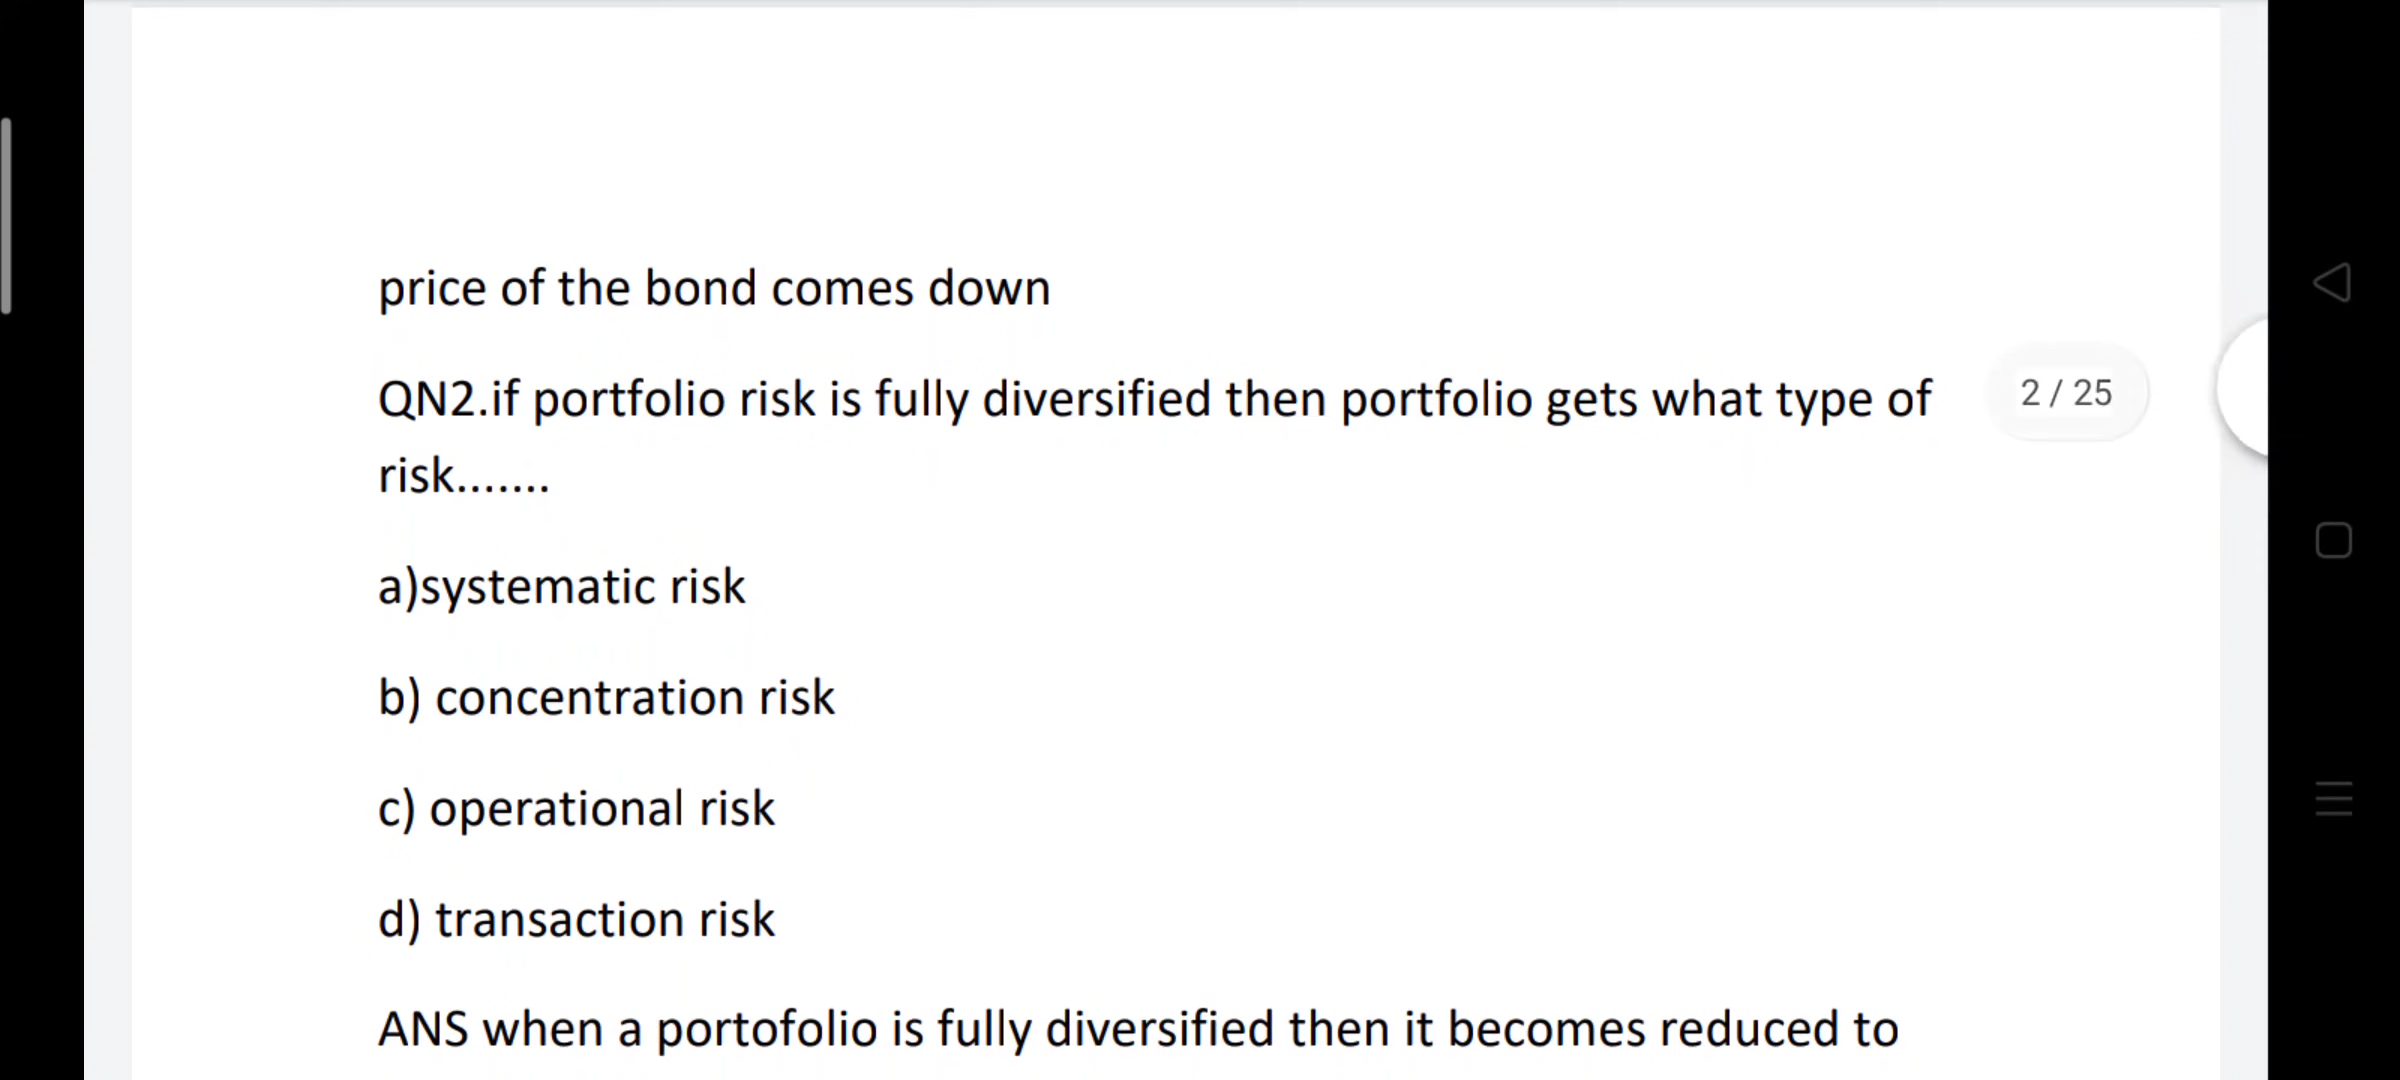 price of the bond comes down
QN2.if portfolio risk is fully diversified then portfolio gets what type of
2 / 25
risk.......
a)systematic risk
b) concentration risk
c) operational risk
d) transaction risk
ANS when a portofolio is fully diversified then it becomes reduced to